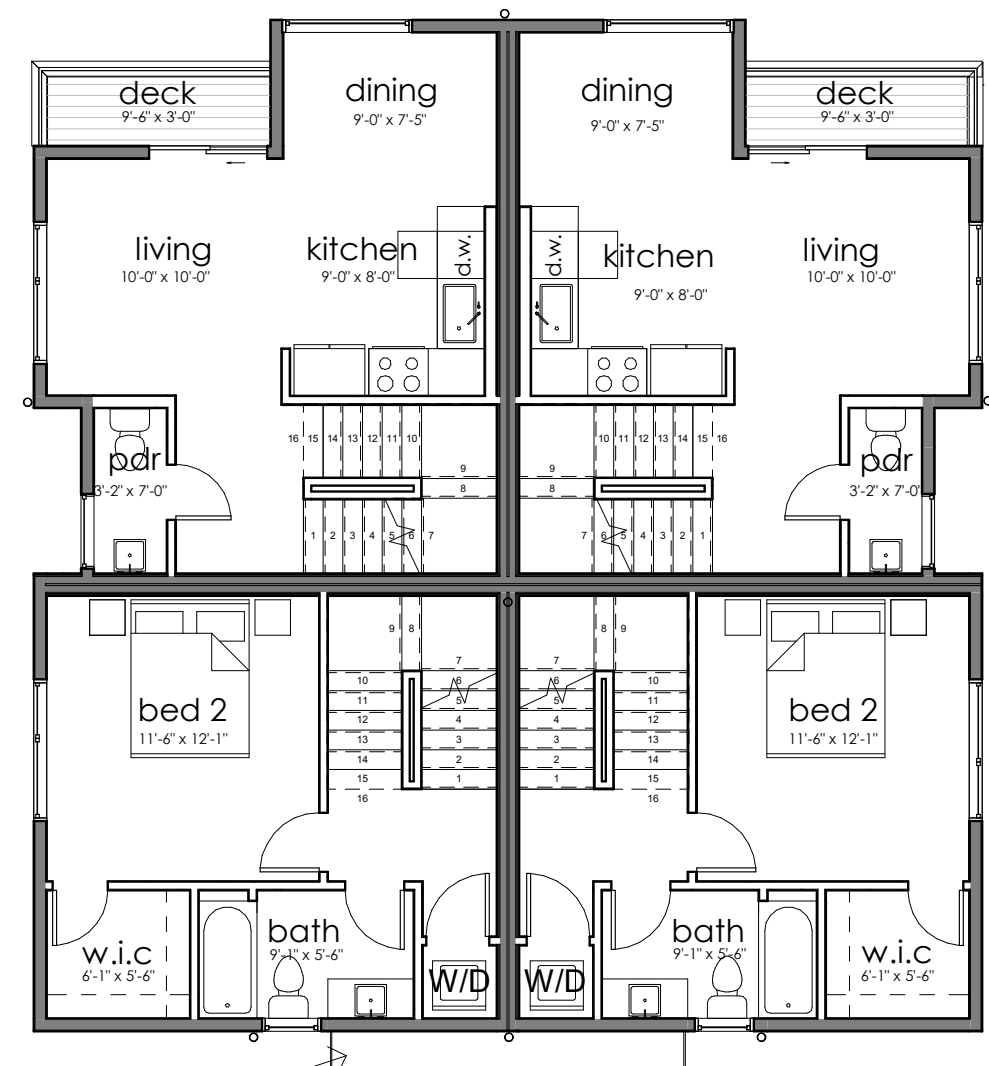 deck
9'-6" x 3'-0"
dining
9'-0" x 7'-5"
dining
9'-0" x 7'-5"
deck
9'-6" x 3'-0"
living
10'-0" x 10'-0"
kitchen
9'-0" x 8'-0"
d.w.
d.w.
kitchen
9'-0" x 8'-0"
living
10'-0" x 10'-0"
pdr
3'-2" x 7'-0"
16 15 14 13 12 11 10
9
8
1 2 3 4 5 6 7
10 11 12 13 14 15 16
9
8
7 6 5 4 3 2 1
pdr
3'-2" x 7'-0"
bed 2
11'-6" x 12'-1"
9 8
10
11
12
13
14
15
16
7
6
5
4
3
2
1
7
6
5
4
3
2
1
8 9
10
11
12
13
14
15
16
bed 2
11'-6" x 12'-1"
w.i.c
6'-1" x 5'-6"
bath
9'-1" x 5'-6"
W/D
W/D
bath
9'-1" x 5'-6"
w.i.c
6'-1" x 5'-6"